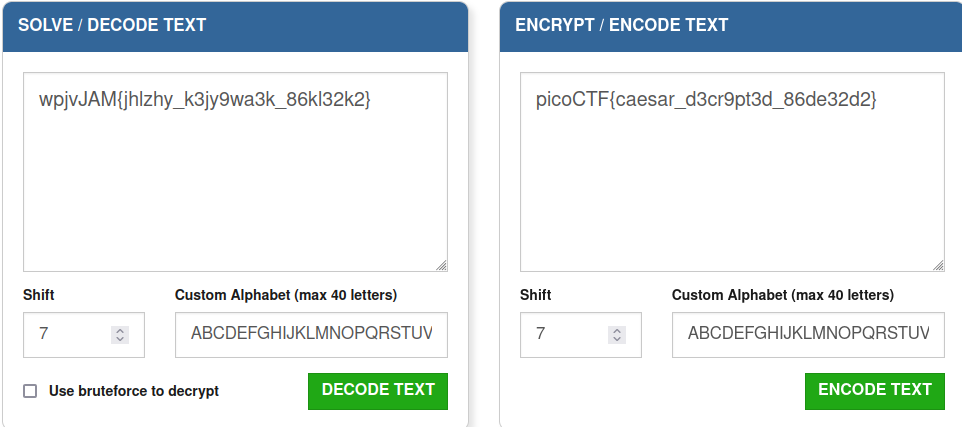 SOLVE / DECODE TEXT
wpjvJAM{jhlzhy_k3jy9wa3k_86kl32k2}
Shift
Custom Alphabet (max 40 letters)
7
ABCDEFGHIJKLMNOPQRSTUV
Use bruteforce to decrypt
DECODE TEXT
ENCRYPT / ENCODE TEXT
picoCTF{caesar_d3cr9pt3d_86de32d2}
Shift
Custom Alphabet (max 40 letters)
7
ABCDEFGHIJKLMNOPQRSTUV
ENCODE TEXT